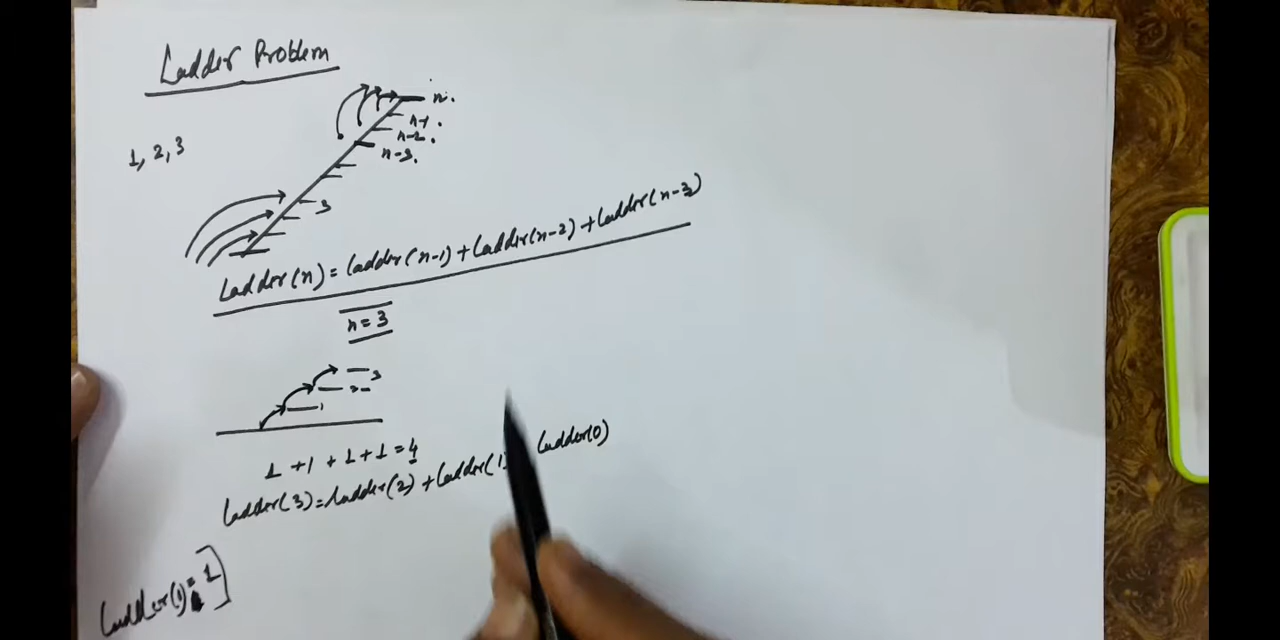 Ladder Problem
n.
n-1.
n-2.
1, 2, 3
n-3.
3
Ladder(n) = Ladder(n-1) + Ladder(n-2) + Ladder(n-3)
n = 3
3
2
1
1 + 1 + 1 + 1 = 4
Ladder(3) = Ladder(2) + Ladder(1) Ladder(0)
Ladder(1) = 1